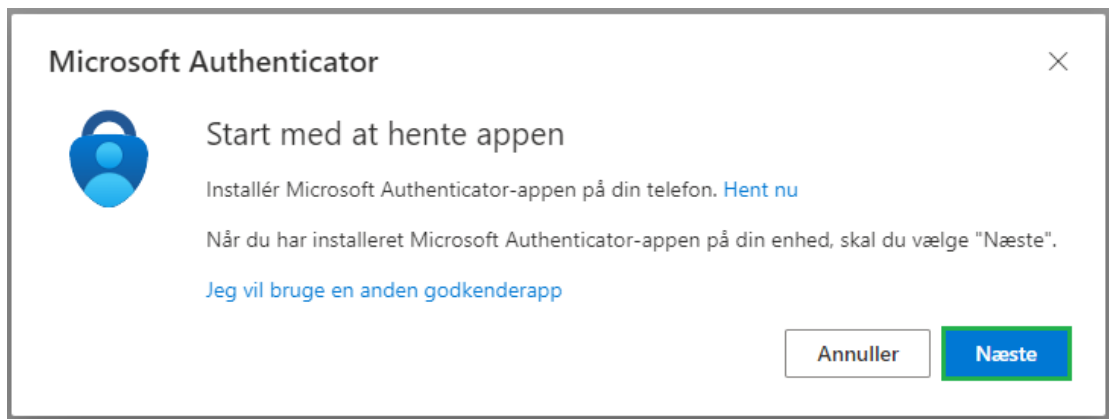 Microsoft Authenticator
Start med at hente appen
Installér Microsoft Authenticator-appen på din telefon. Hent nu
Når du har installeret Microsoft Authenticator-appen på din enhed, skal du vælge "Næste".
Jeg vil bruge en anden godkenderapp
Annuller Næste